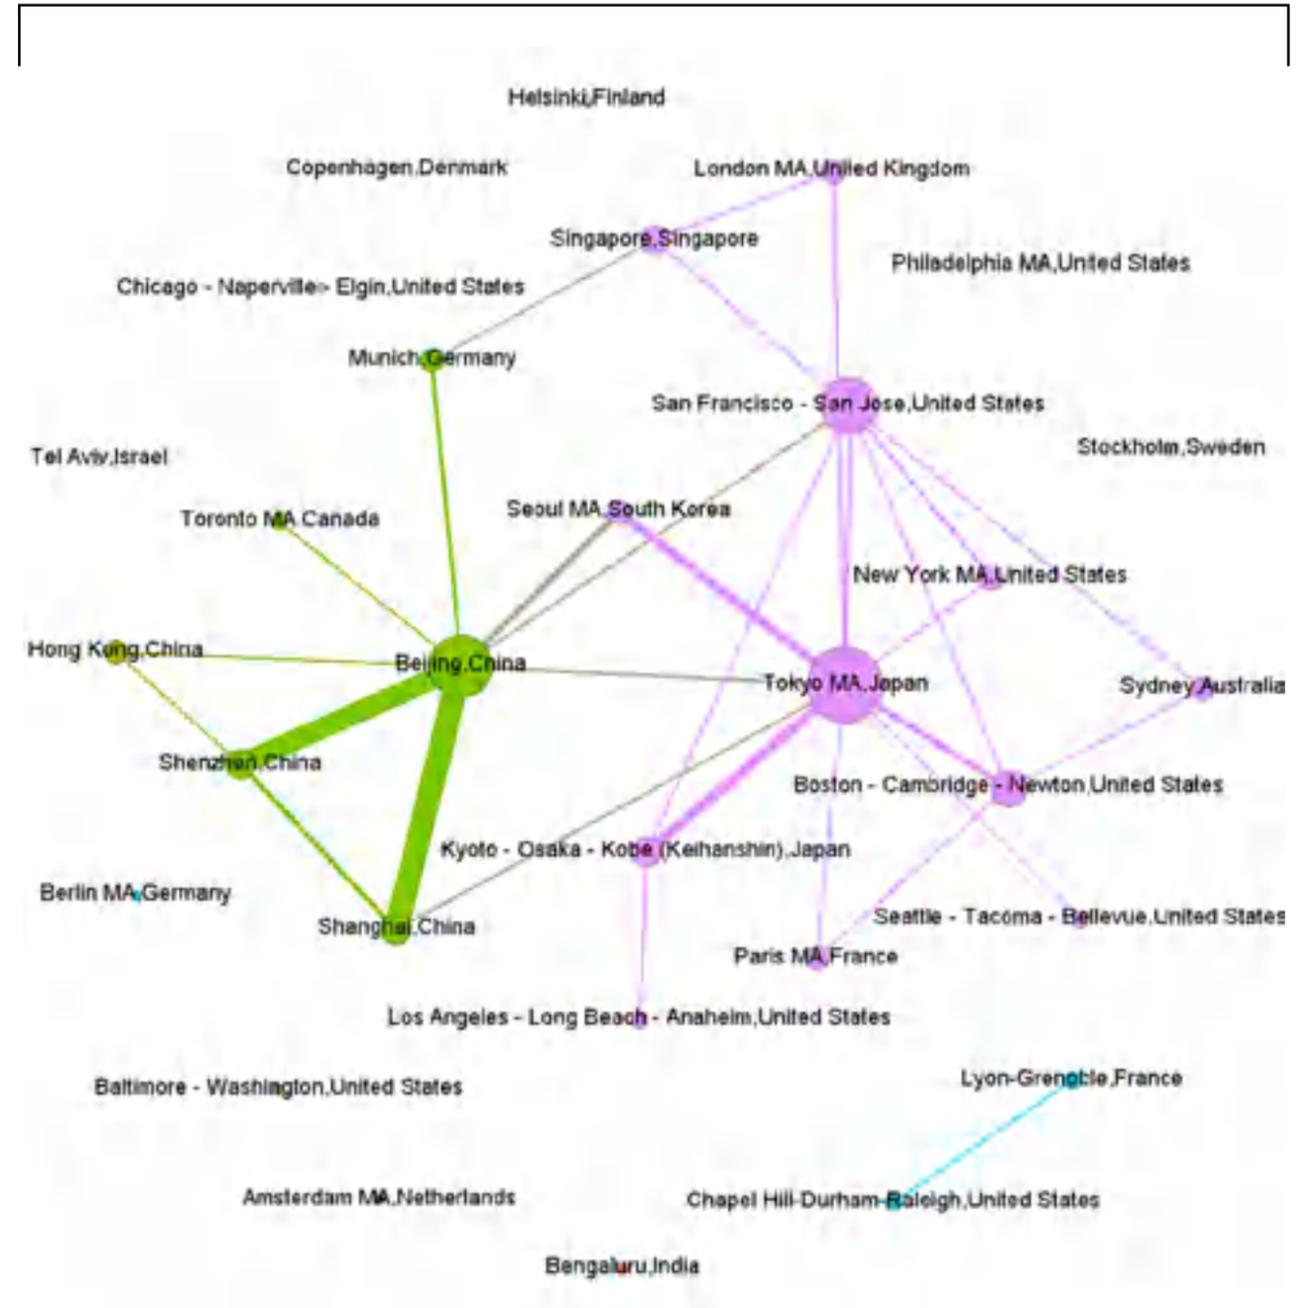 Helsinki,Finland
Copenhagen,Denmark
London MA,United Kingdom
Singapore,Singapore
Philadelphia MA,United States
Chicago - Naperville- Elgin,United States
Munich,Germany
San Francisco - San Jose,United States
Stockholm,Sweden
Tel Aviv,Israel
Seoul MA,South Korea
Toronto MA,Canada
New York MA,United States
Hong Kong,China
Beijing,China
Tokyo MA,Japan
Sydney,Australia
Shenzhen,China
Boston - Cambridge - Newton,United States
Kyoto - Osaka - Kobe (Keihanshin),Japan
Berlin MA,Germany
Seattle - Tacoma - Bellevue,United States
Shanghai,China
Paris MA,France
Los Angeles - Long Beach - Anaheim,United States
Lyon-Grenoble,France
Baltimore - Washington,United States
Amsterdam MA,Netherlands
Chapel Hill-Durham-Raleigh,United States
Bengaluru,India